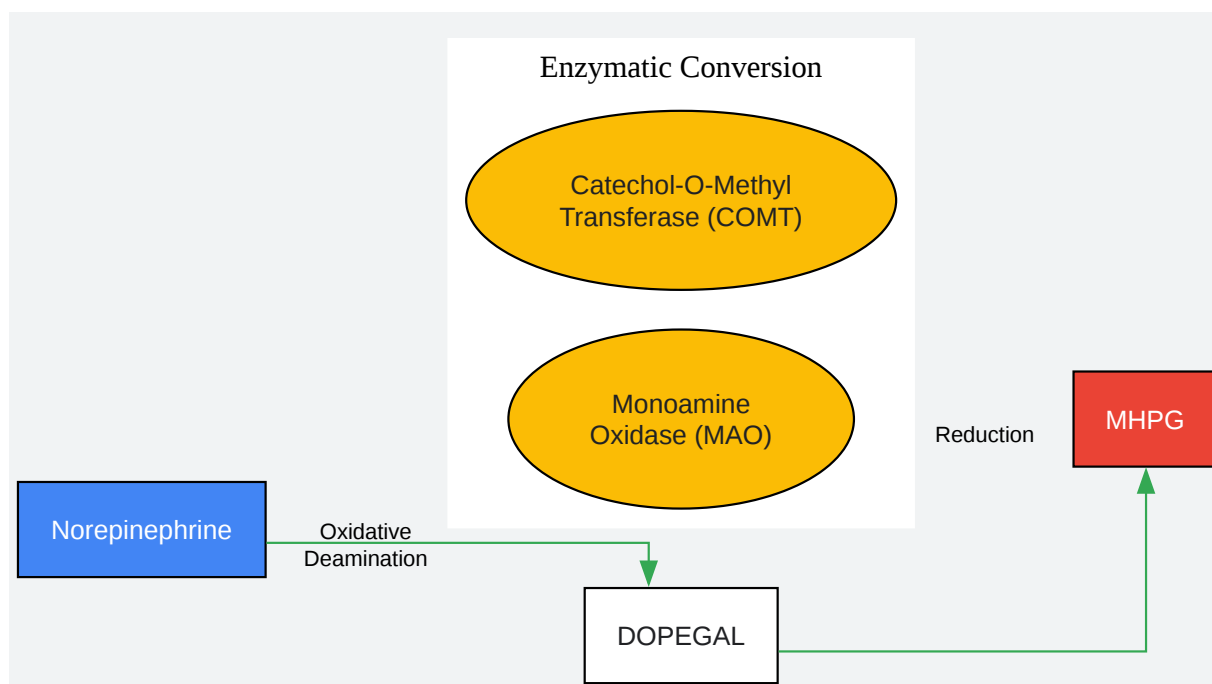 Enzymatic Conversion
Catechol-O-Methyl
Transferase (COMT)
Monoamine
Oxidase (MAO)
Reduction
MHPG
Norepinephrine
Oxidative
Deamination
DOPEGAL